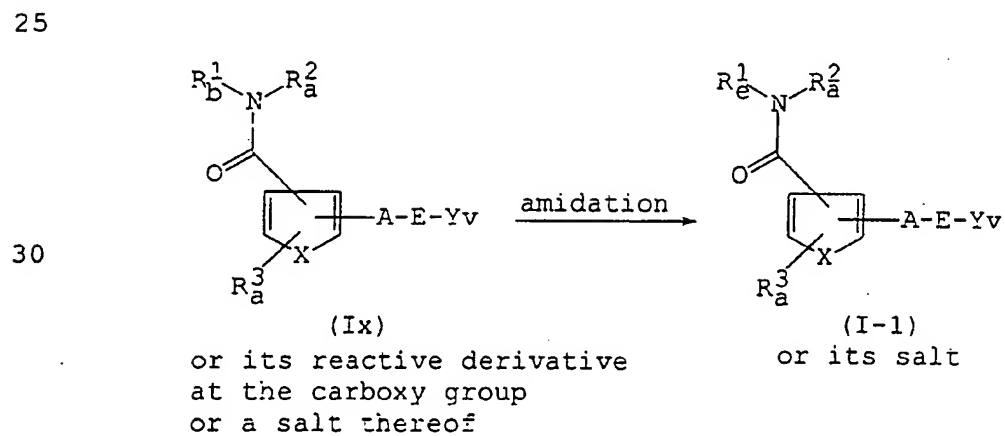 25
R¹b R²a R¹e R²a
N N
O O
A-E-Yv amidation A-E-Yv
30
X X
R³a R³a
(Ix) (I-1)
or its reactive derivative or its salt
at the carboxy group
or a salt thereof